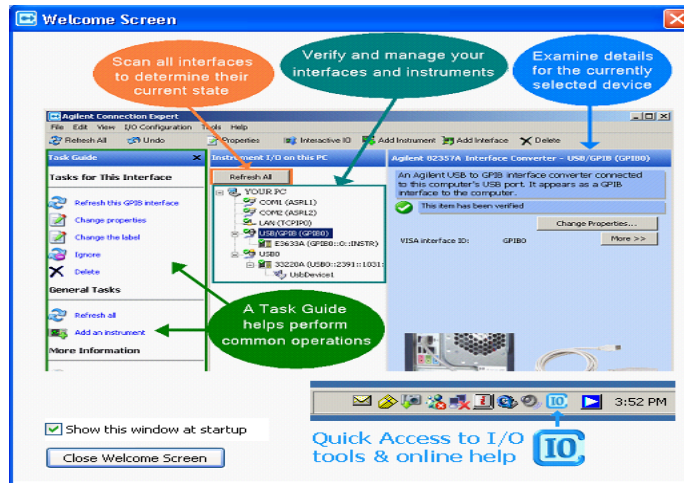 Welcome Screen
Scan all interfaces
to determine their
current state
Verify and manage your
interfaces and instruments
Examine details
for the currently
selected device
Agilent Connection Expert
File Edit View I/O Configuration Tools Help
Refresh All Undo Properties Interactive IO Add Instrument Add Interface Delete
Task Guide
Tasks for This Interface
Refresh this GPIB interface
Change properties
Change the label
Ignore
Delete
General Tasks
Refresh all
Add an instrument
More Information
Instrument I/O on this PC
Refresh All
YOUR PC
COM1 (ASRL1)
COM2 (ASRL2)
LAN (TCPIP0)
USB/GPIB (GPIB0)
E3633A (GPIB0::0::INSTR)
USB0
33220A (USB0::2391::1031:
UsbDevice1
Agilent 82357A Interface Converter - USB/GPIB (GPIB0)
An Agilent USB to GPIB interface converter connected
to this computer's USB port. It appears as a GPIB
interface to the computer.
This item has been verified
Change Properties...
VISA interface ID: GPIB0
More >>
A Task Guide
helps perform
common operations
IO
3:52 PM
Show this window at startup
Close Welcome Screen
Quick Access to I/O
tools & online help
IO